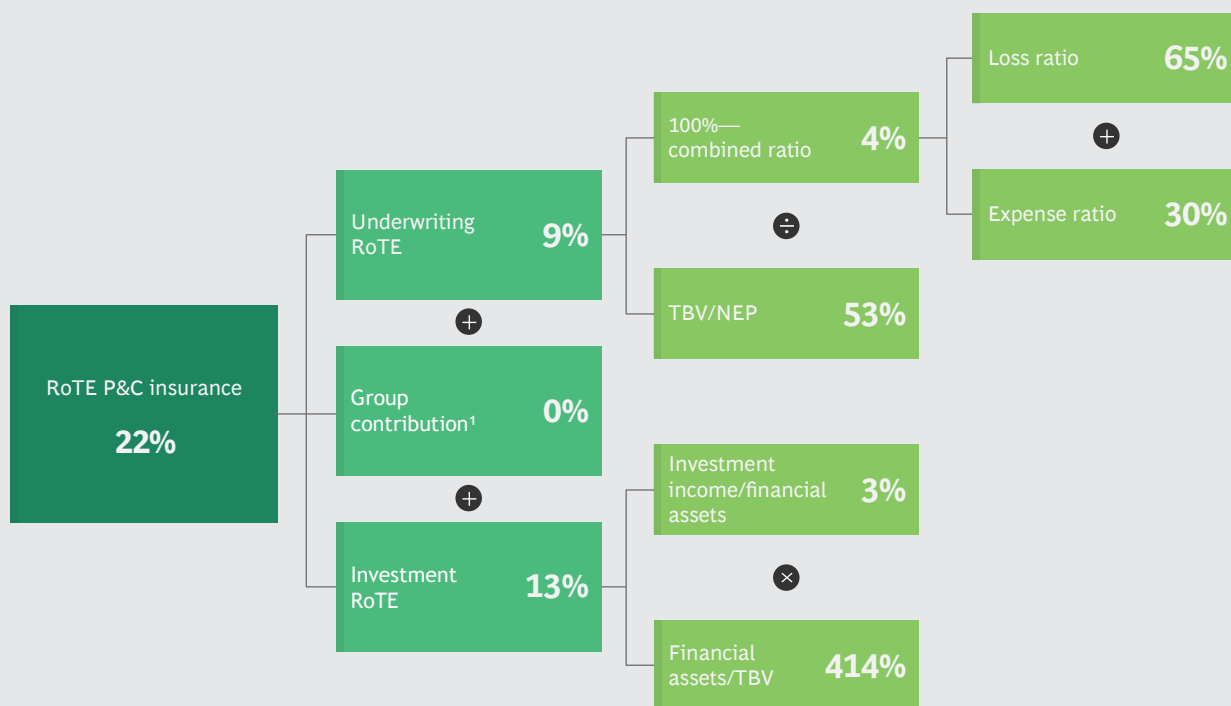 RoTE P&C insurance
22%
Underwriting
RoTE
9%
+
Group
contribution¹
0%
+
Investment
RoTE
13%
100%—
combined ratio
4%
÷
TBV/NEP
53%
Investment
income/financial
assets
3%
×
Financial
assets/TBV
414%
Loss ratio
65%
+
Expense ratio
30%